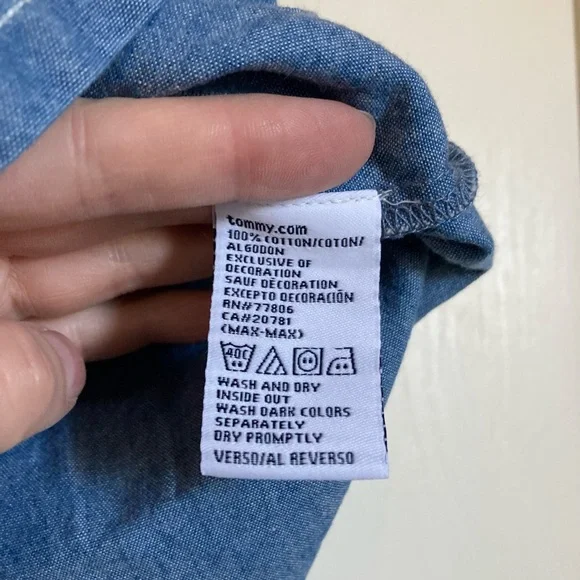 tommy.com
100% COTTON/COTON/
ALGODON
EXCLUSIVE OF
DECORATION
SAUF DÉCORATION
EXCEPTO DECORACIÓN
RN#77806
CA#20781
(MAX-MAX)
40C
WASH AND DRY
INSIDE OUT
WASH DARK COLORS
SEPARATELY
DRY PROMPTLY
VERSO/AL REVERSO